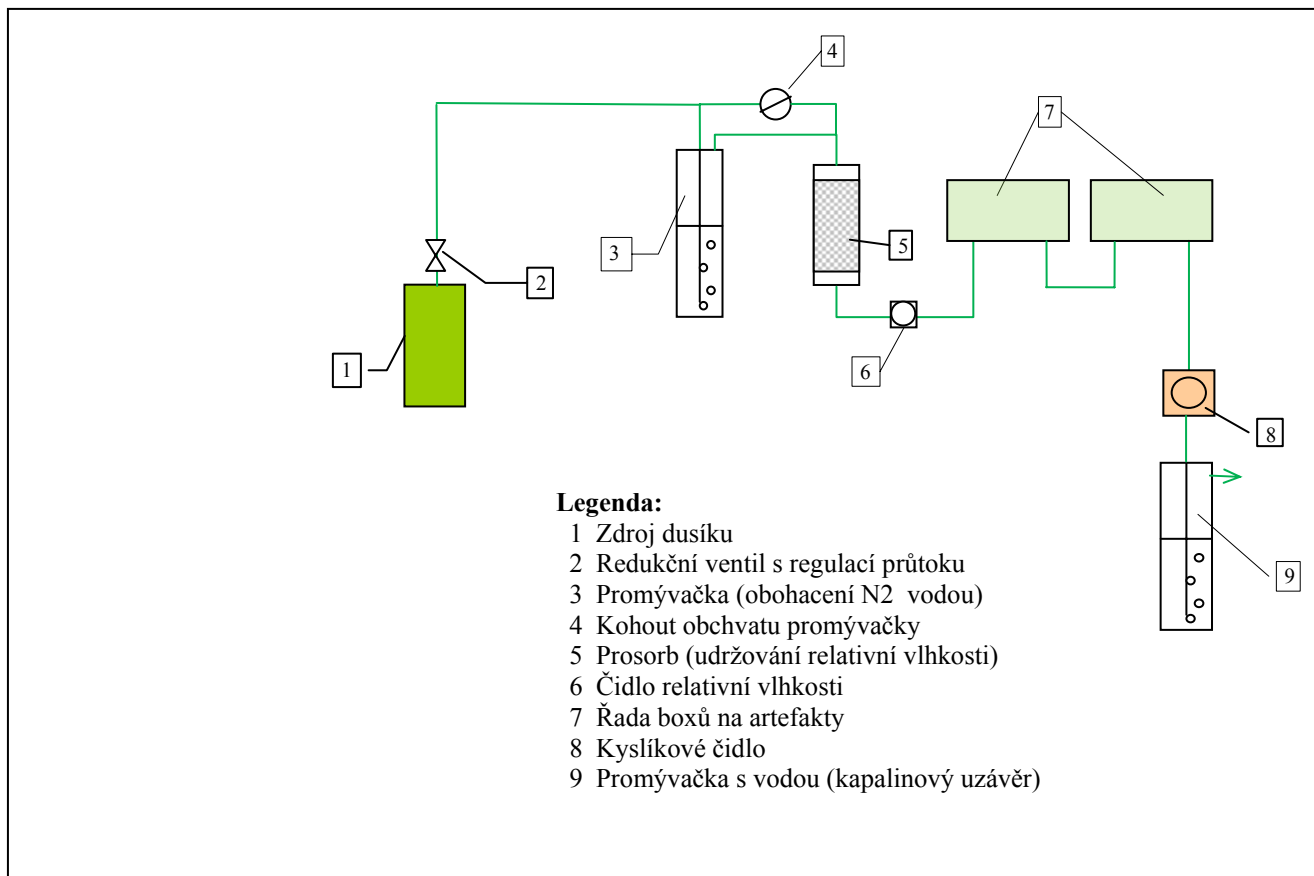 4
7
3
5
2
6
1
8
9
Legenda:
1 Zdroj dusíku
2 Redukční ventil s regulací průtoku
3 Promývačka (obohacení N2 vodou)
4 Kohout obchvatu promývačky
5 Prosorb (udržování relativní vlhkosti)
6 Čidlo relativní vlhkosti
7 Řada boxů na artefakty
8 Kyslíkové čidlo
9 Promývačka s vodou (kapalinový uzávěr)